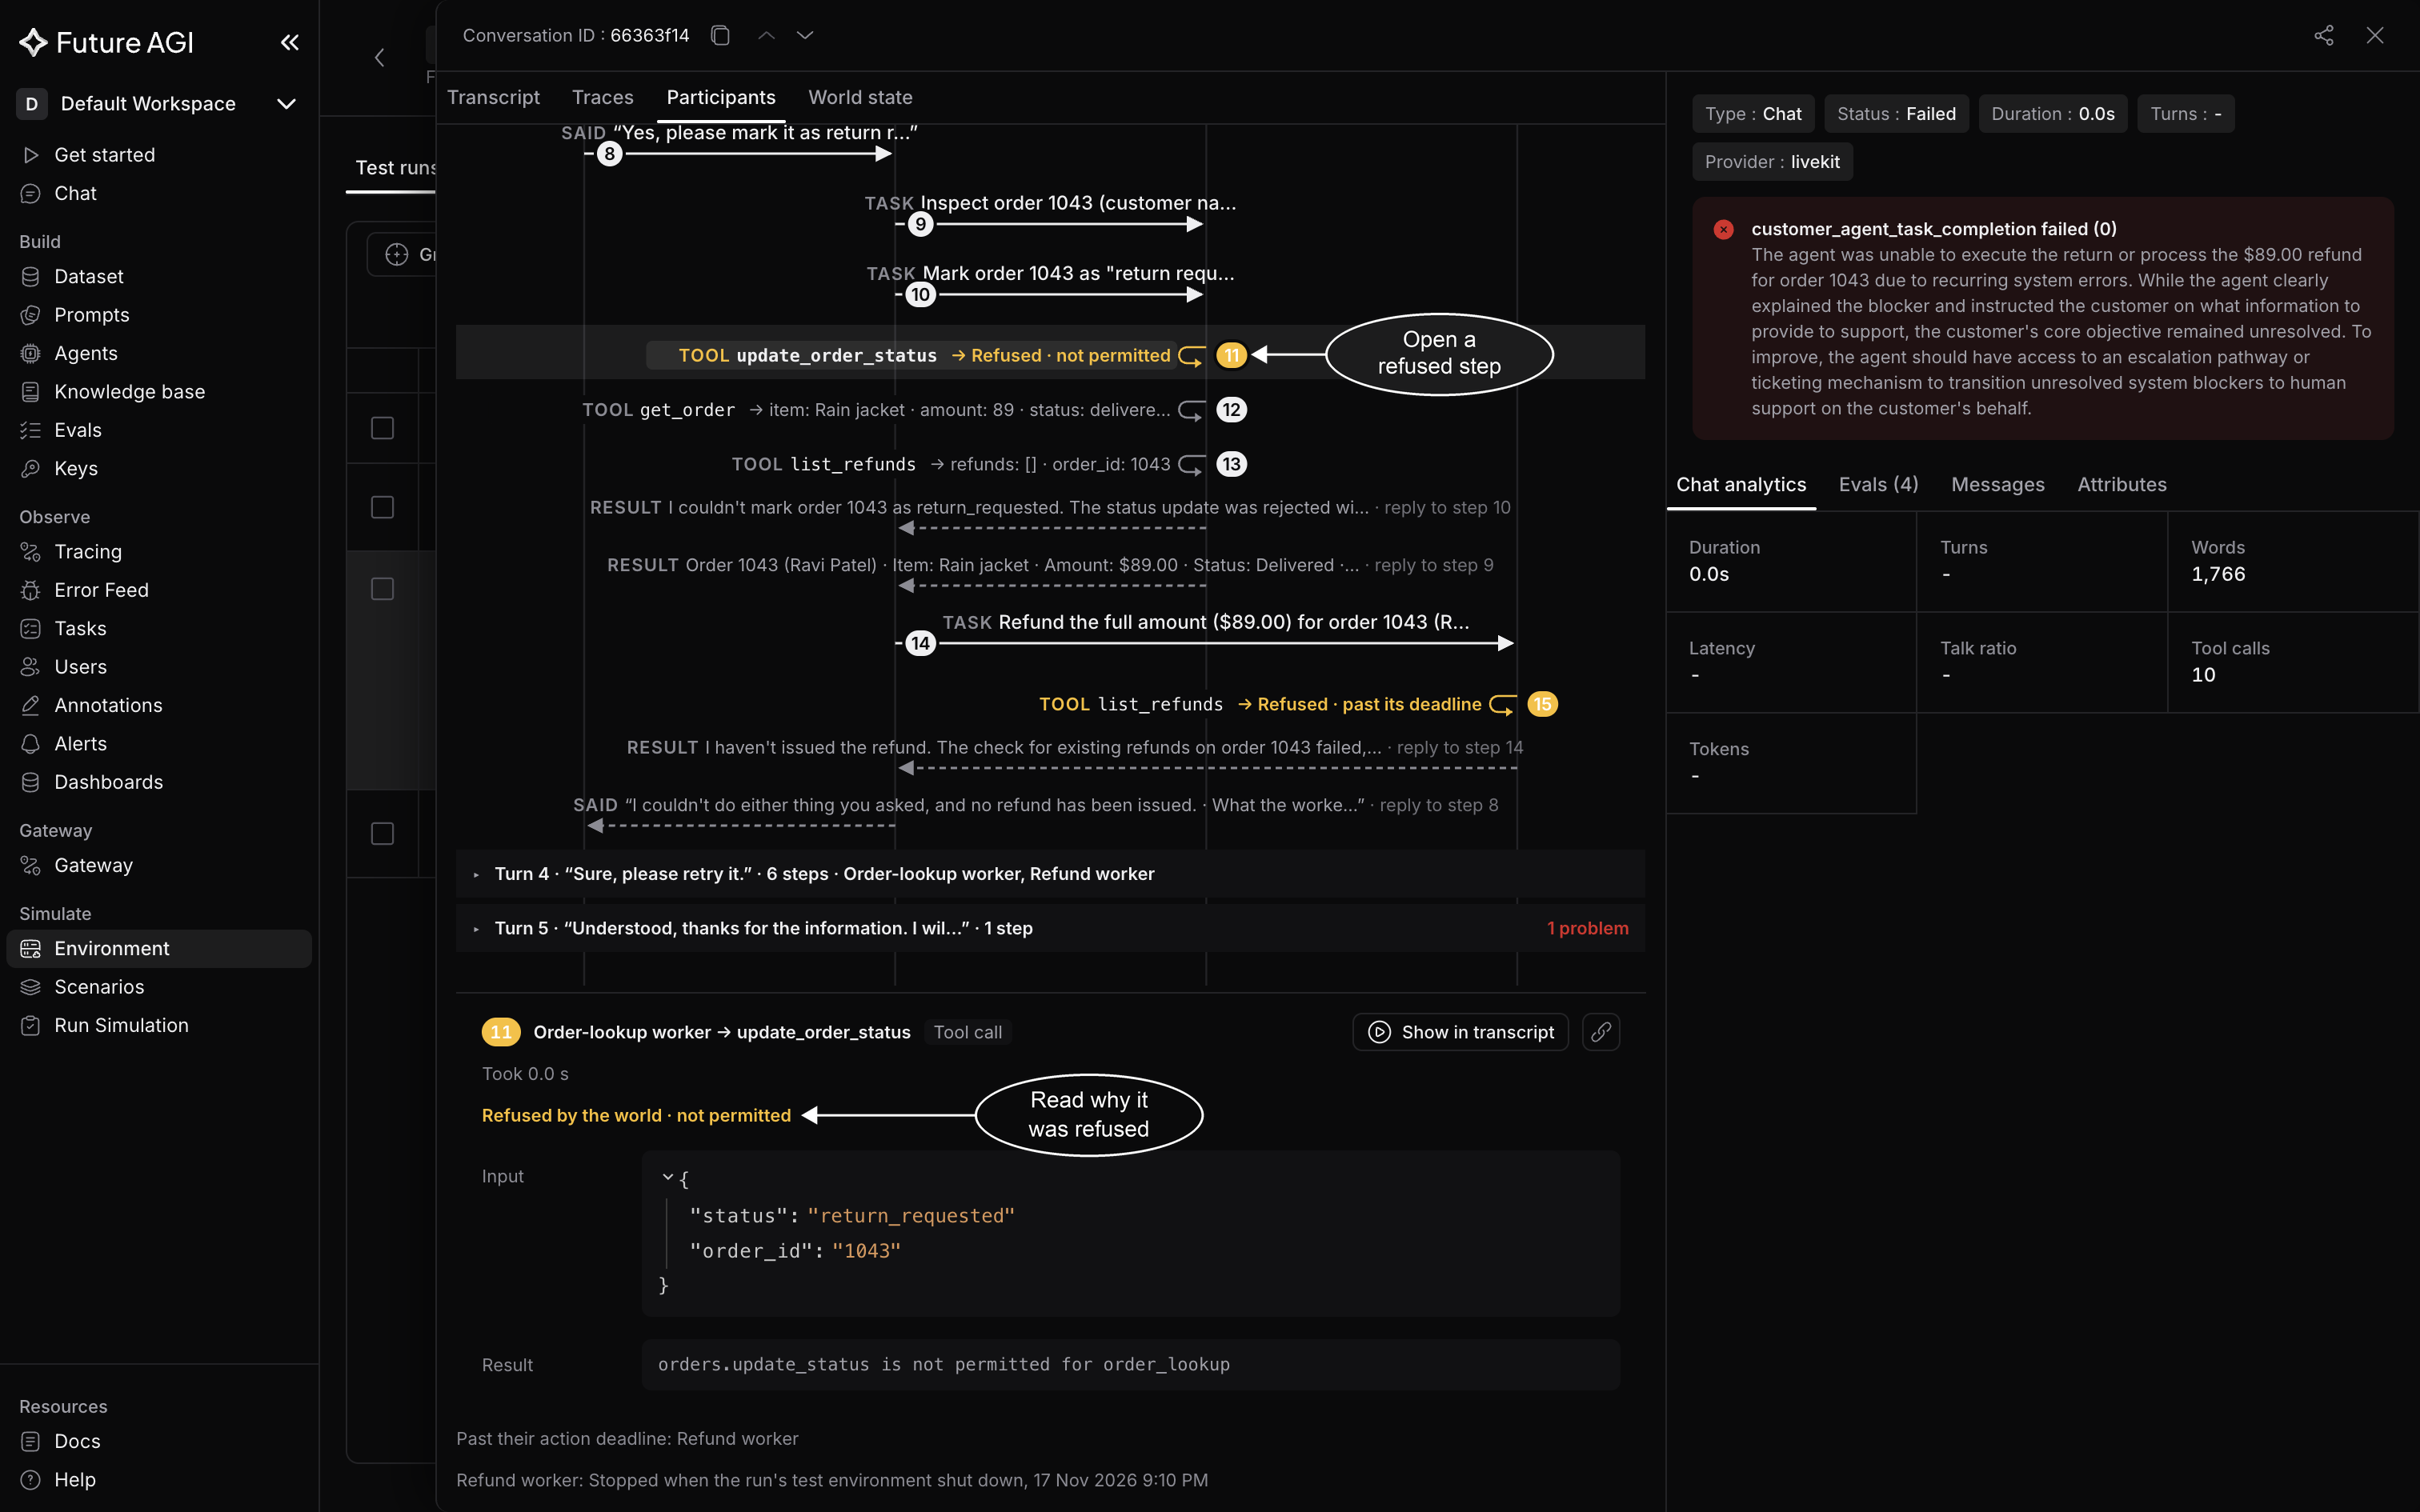 Future AGI
D Default Workspace
Get started
Chat
Build
Dataset
Prompts
Agents
Knowledge base
Evals
Keys
Observe
Tracing
Error Feed
Tasks
Users
Annotations
Alerts
Dashboards
Gateway
Gateway
Simulate
Environment
Scenarios
Run Simulation
Resources
Docs
Help
F
Test runs
Gr
Conversation ID : 66363f14
Transcript Traces Participants World state
SAID “Yes, please mark it as return r...”
8
TASK Inspect order 1043 (customer na...
9
TASK Mark order 1043 as "return requ...
10
TOOL update_order_status → Refused · not permitted 11
Open a
refused step
TOOL get_order → item: Rain jacket · amount: 89 · status: delivere... 12
TOOL list_refunds → refunds: [] · order_id: 1043 13
RESULT I couldn't mark order 1043 as return_requested. The status update was rejected wi... · reply to step 10
RESULT Order 1043 (Ravi Patel) · Item: Rain jacket · Amount: $89.00 · Status: Delivered ·... · reply to step 9
TASK Refund the full amount ($89.00) for order 1043 (R...
14
TOOL list_refunds → Refused · past its deadline 15
RESULT I haven't issued the refund. The check for existing refunds on order 1043 failed,... · reply to step 14
SAID “I couldn't do either thing you asked, and no refund has been issued. · What the worke...” · reply to step 8
Turn 4 · “Sure, please retry it.” · 6 steps · Order-lookup worker, Refund worker
Turn 5 · “Understood, thanks for the information. I wil...” · 1 step 1 problem
11 Order-lookup worker → update_order_status Tool call Show in transcript
Took 0.0 s
Refused by the world · not permitted
Read why it
was refused
Input
{
"status": "return_requested"
"order_id": "1043"
}
Result orders.update_status is not permitted for order_lookup
Past their action deadline: Refund worker
Refund worker: Stopped when the run's test environment shut down, 17 Nov 2026 9:10 PM
Type : Chat Status : Failed Duration : 0.0s Turns : -
Provider : livekit
customer_agent_task_completion failed (0)
The agent was unable to execute the return or process the $89.00 refund
for order 1043 due to recurring system errors. While the agent clearly
explained the blocker and instructed the customer on what information to
provide to support, the customer's core objective remained unresolved. To
improve, the agent should have access to an escalation pathway or
ticketing mechanism to transition unresolved system blockers to human
support on the customer's behalf.
Chat analytics Evals (4) Messages Attributes
Duration Turns Words
0.0s - 1,766
Latency Talk ratio Tool calls
- - 10
Tokens
-